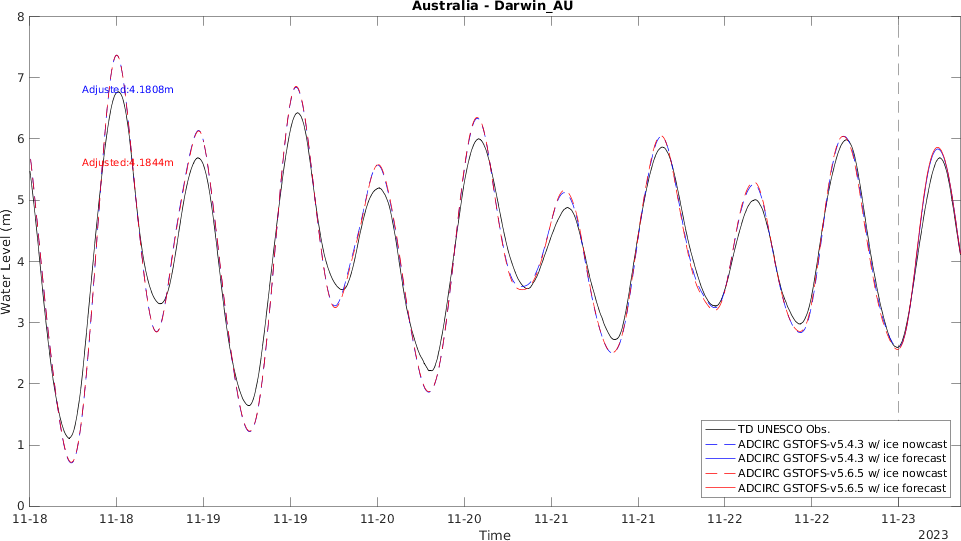 Australia - Darwin_AU
8
7
6
5
4
3
2
1
0
Water Level (m)
Adjusted:4.1808m
Adjusted:4.1844m
TD UNESCO Obs.
ADCIRC GSTOFS-v5.4.3 w/ ice nowcast
ADCIRC GSTOFS-v5.4.3 w/ ice forecast
ADCIRC GSTOFS-v5.6.5 w/ ice nowcast
ADCIRC GSTOFS-v5.6.5 w/ ice forecast
11-18 11-18 11-19 11-19 11-20 11-20 11-21 11-21 11-22 11-22 11-23
Time
2023